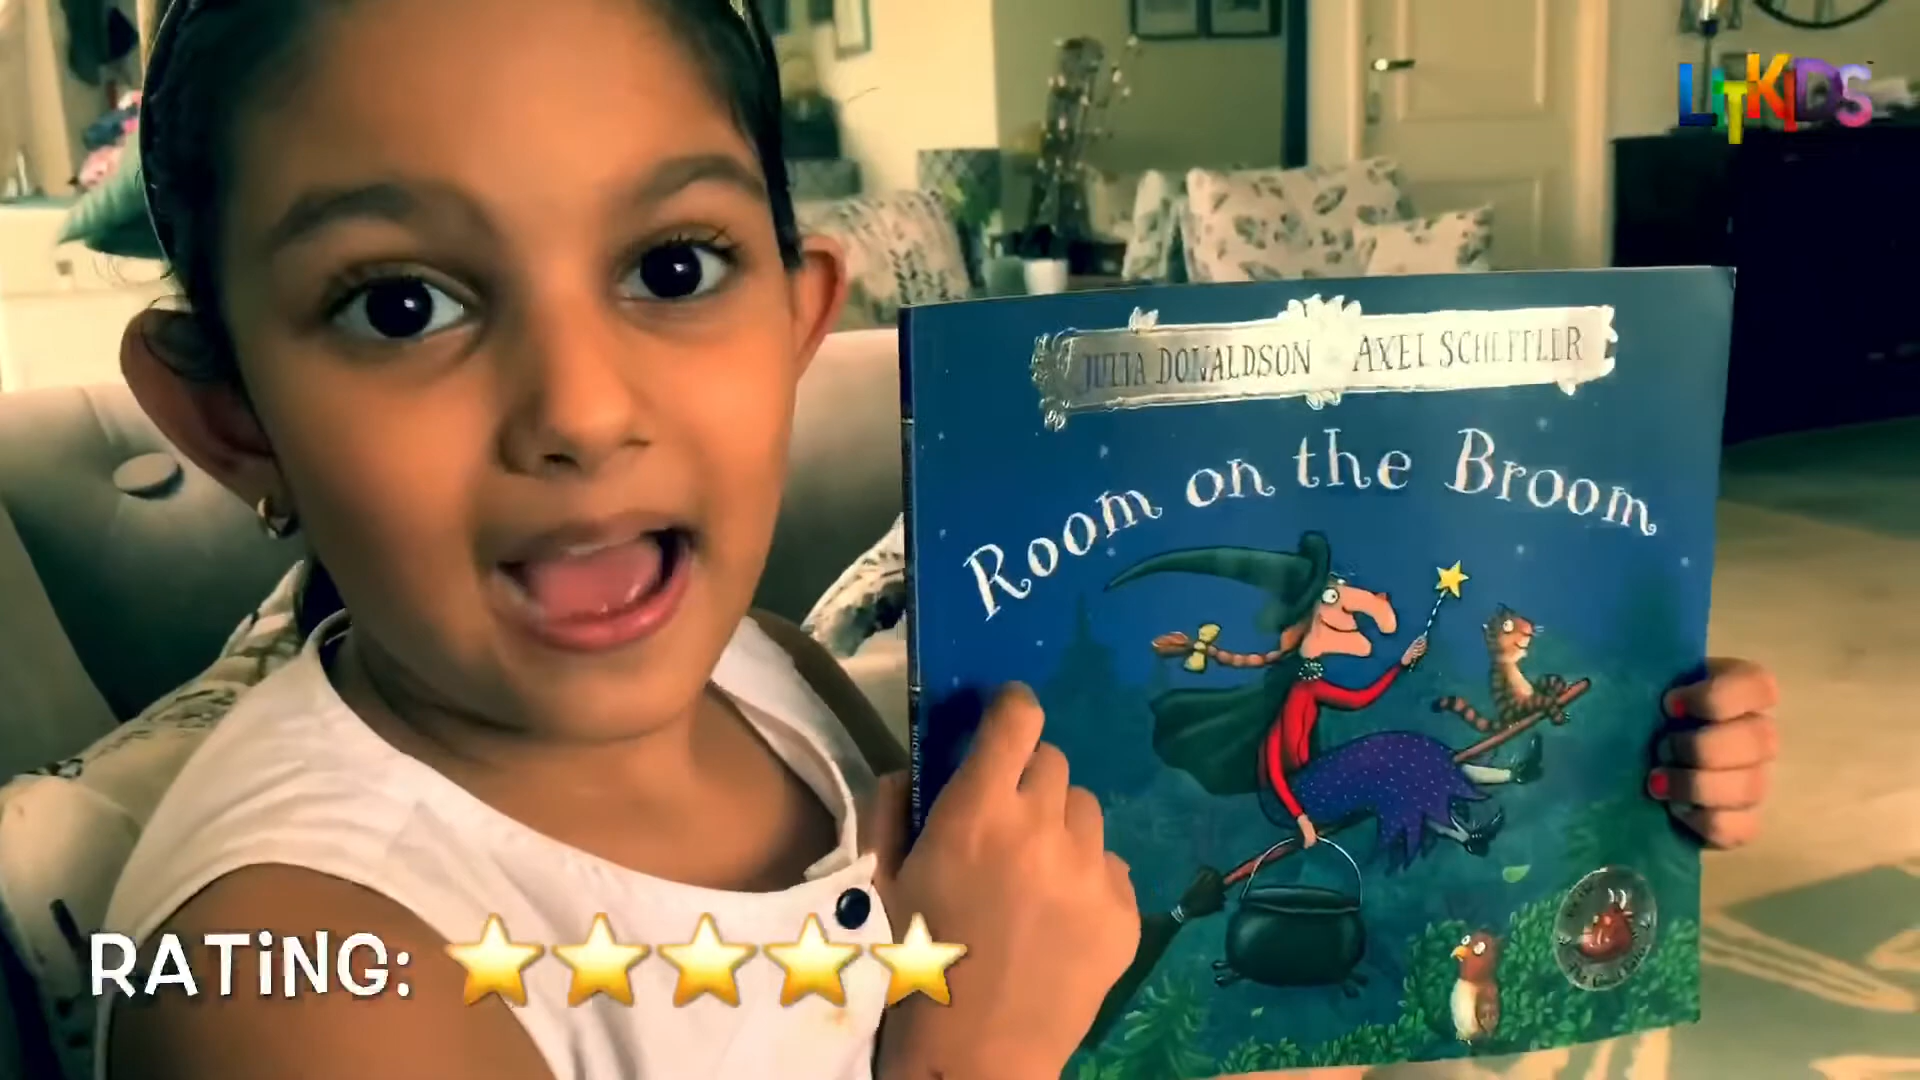 LITKIDS
JULIA DONALDSON AXEL SCHEFFLER
Room on the Broom
RATING: